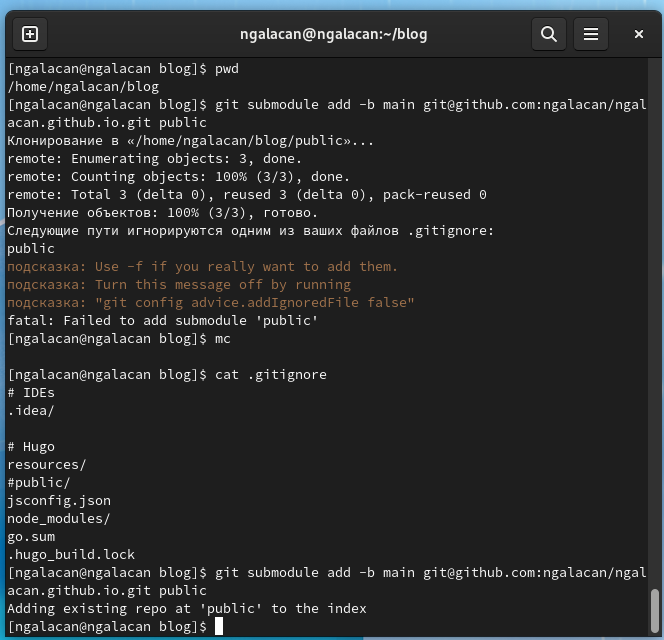 ngalacan@ngalacan:~/blog
[ngalacan@ngalacan blog]$ pwd
/home/ngalacan/blog
[ngalacan@ngalacan blog]$ git submodule add -b main git@github.com:ngalacan/ngal
acan.github.io.git public
Клонирование в «/home/ngalacan/blog/public»...
remote: Enumerating objects: 3, done.
remote: Counting objects: 100% (3/3), done.
remote: Total 3 (delta 0), reused 3 (delta 0), pack-reused 0
Получение объектов: 100% (3/3), готово.
Следующие пути игнорируются одним из ваших файлов .gitignore:
public
подсказка: Use -f if you really want to add them.
подсказка: Turn this message off by running
подсказка: "git config advice.addIgnoredFile false"
fatal: Failed to add submodule 'public'
[ngalacan@ngalacan blog]$ mc
[ngalacan@ngalacan blog]$ cat .gitignore
# IDEs
.idea/
# Hugo
resources/
#public/
jsconfig.json
node_modules/
go.sum
.hugo_build.lock
[ngalacan@ngalacan blog]$ git submodule add -b main git@github.com:ngalacan/ngal
acan.github.io.git public
Adding existing repo at 'public' to the index
[ngalacan@ngalacan blog]$